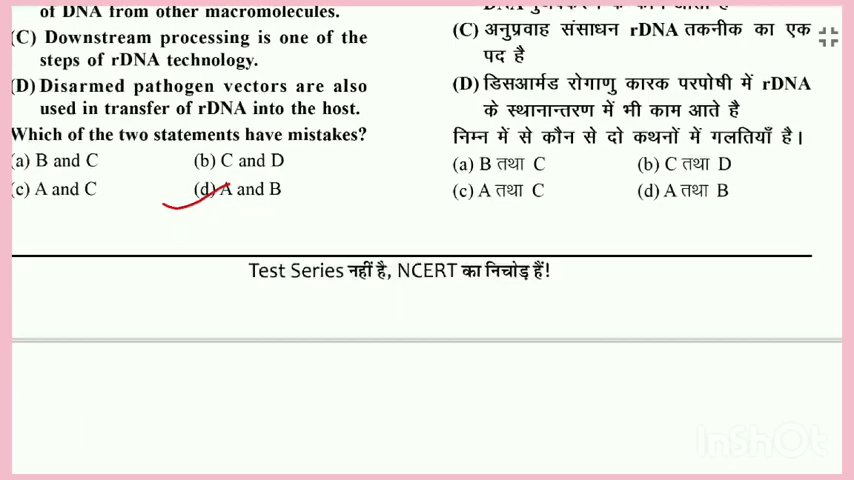 of DNA from other macromolecules.
(C) Downstream processing is one of the
steps of rDNA technology.
(D) Disarmed pathogen vectors are also
used in transfer of rDNA into the host.
Which of the two statements have mistakes?
(a) B and C (b) C and D
(c) A and C (d) A and B
(C) अनुप्रवाह संसाधन rDNA तकनीक का एक
पद है
(D) डिसआर्मड रोगाणु कारक परपोषी में rDNA
के स्थानान्तरण में भी काम आते है
निम्न में से कौन से दो कथनों में गलतियाँ है।
(a) B तथा C (b) C तथा D
(c) A तथा C (d) A तथा B
Test Series नहीं है, NCERT का निचोड़ हैं!
InShOt